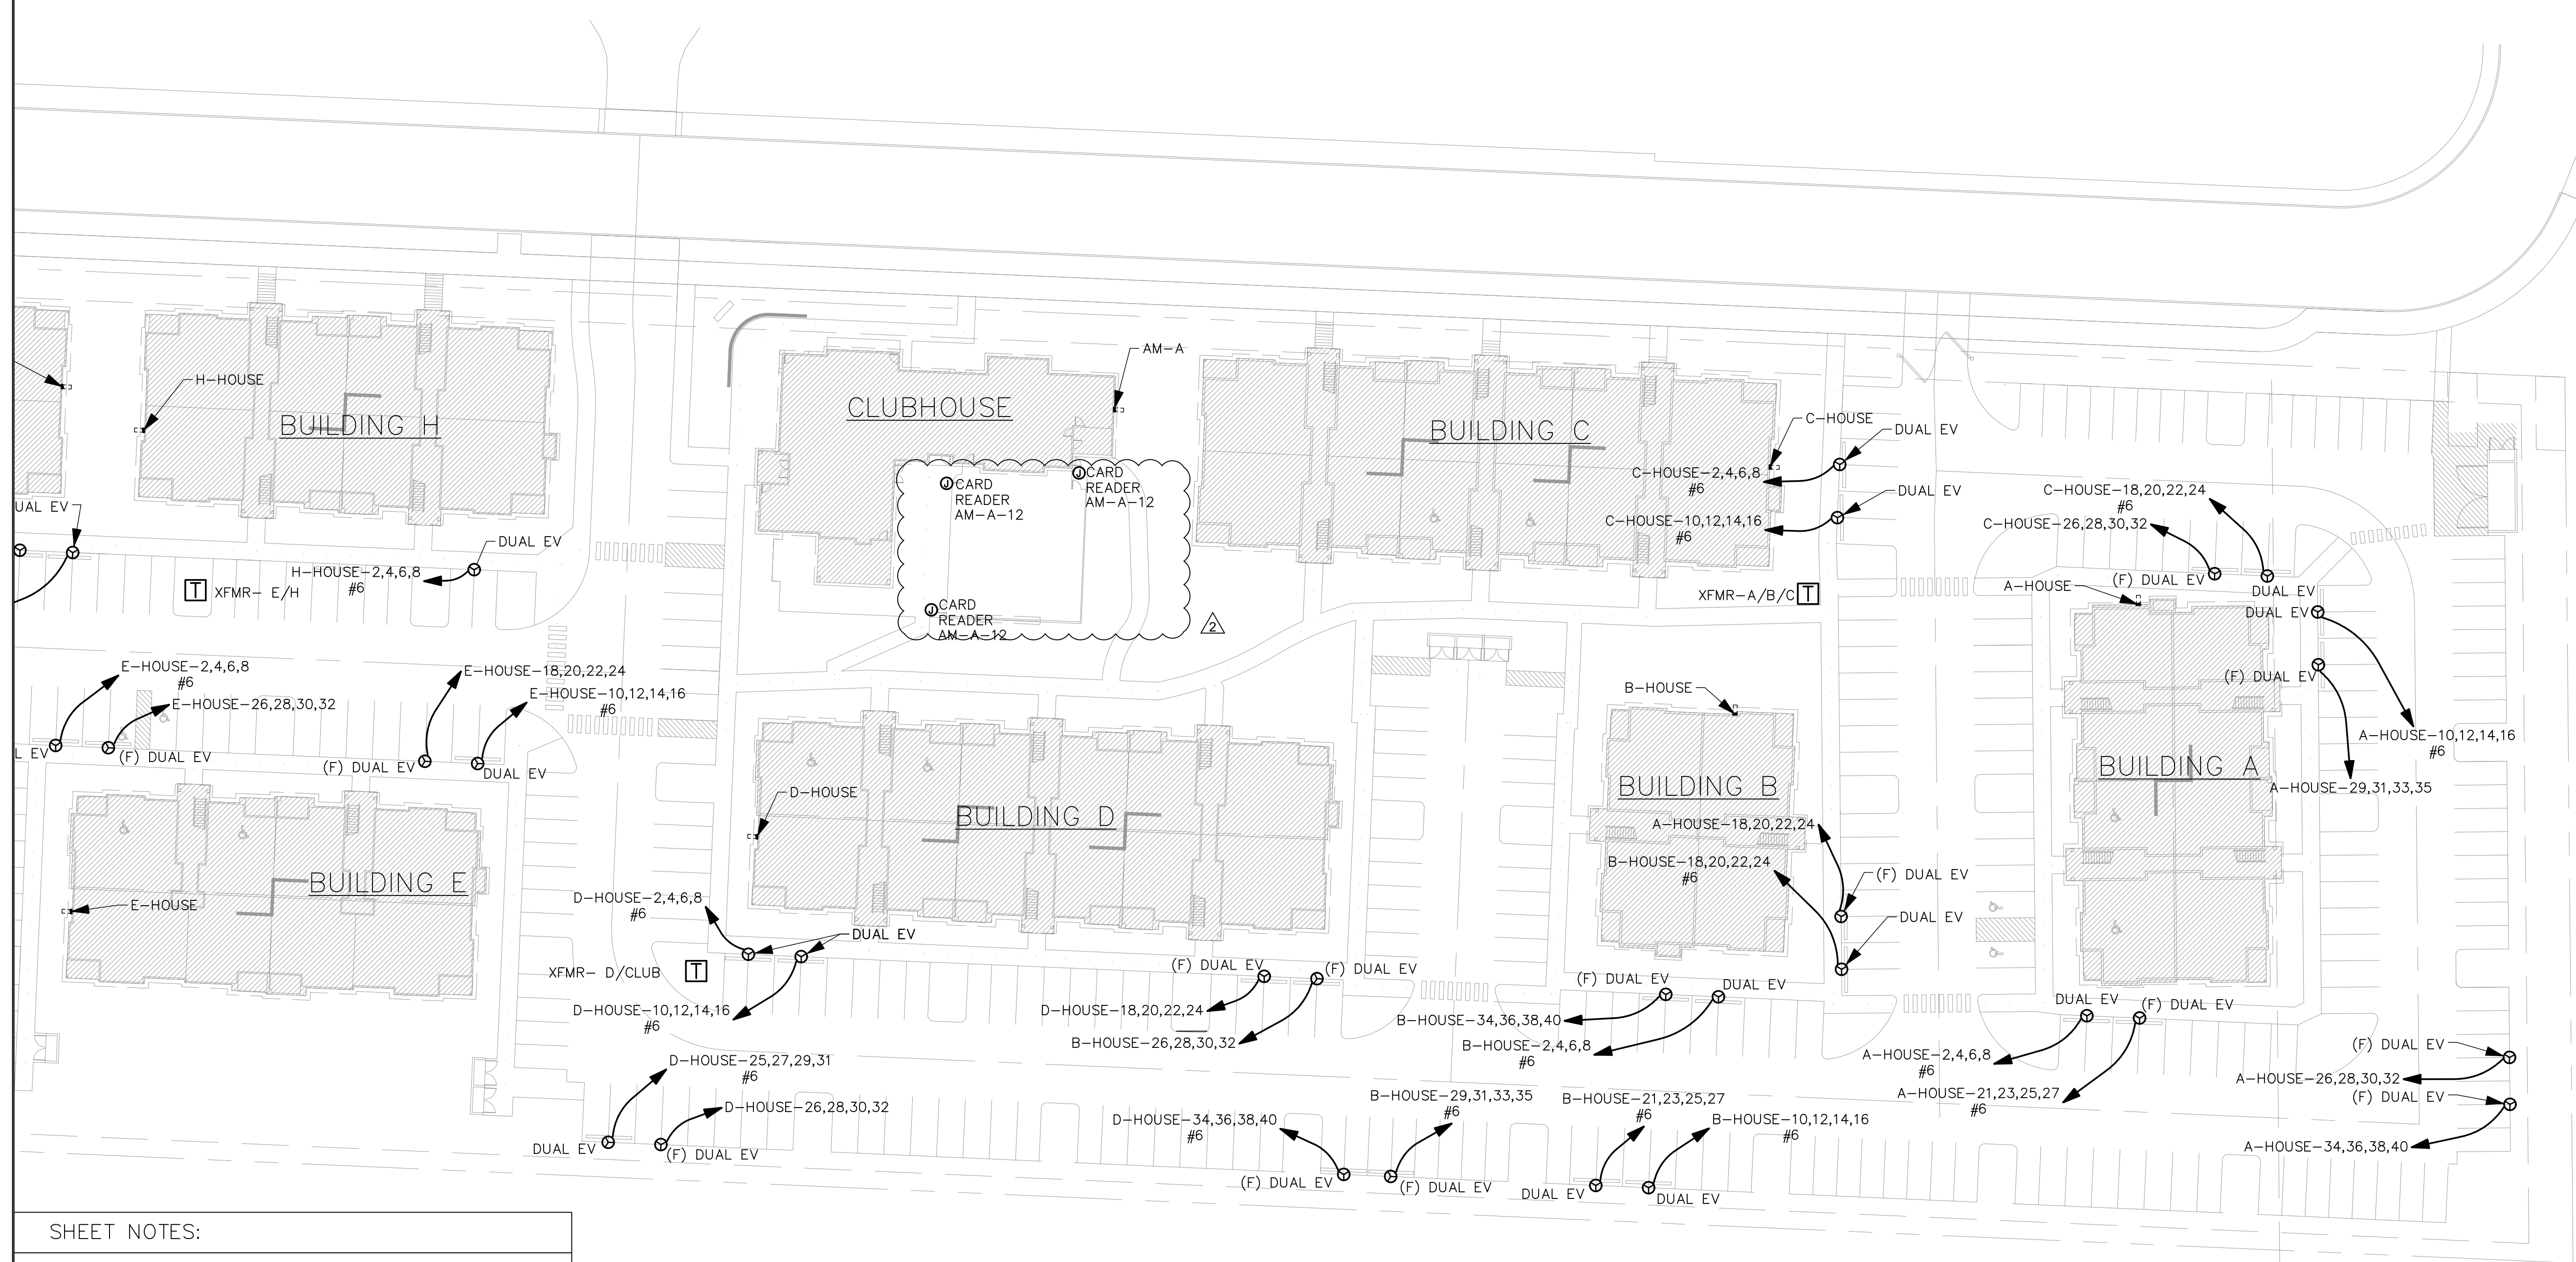 AM-A
H-HOUSE
BUILDING H
CLUBHOUSE
BUILDING C
C-HOUSE
DUAL EV
C-HOUSE-2,4,6,8
#6
DUAL EV
C-HOUSE-10,12,14,16
#6
J CARD
READER
AM-A-12
J CARD
READER
AM-A-12
J CARD
READER
AM-A-12
2
C-HOUSE-18,20,22,24
#6
C-HOUSE-26,28,30,32
(F) DUAL EV
DUAL EV
DUAL EV
A-HOUSE
UAL EV
DUAL EV
H-HOUSE-2,4,6,8
#6
T XFMR- E/H
XFMR-A/B/C T
(F) DUAL EV
A-HOUSE-10,12,14,16
#6
A-HOUSE-29,31,33,35
BUILDING A
E-HOUSE-2,4,6,8
#6
E-HOUSE-26,28,30,32
E-HOUSE-18,20,22,24
E-HOUSE-10,12,14,16
#6
L EV
(F) DUAL EV
(F) DUAL EV
DUAL EV
B-HOUSE
BUILDING B
D-HOUSE
BUILDING D
A-HOUSE-18,20,22,24
B-HOUSE-18,20,22,24
#6
(F) DUAL EV
DUAL EV
BUILDING E
E-HOUSE
D-HOUSE-2,4,6,8
#6
DUAL EV
XFMR- D/CLUB T
D-HOUSE-10,12,14,16
#6
(F) DUAL EV
(F) DUAL EV
D-HOUSE-18,20,22,24
B-HOUSE-26,28,30,32
(F) DUAL EV
DUAL EV
B-HOUSE-34,36,38,40
B-HOUSE-2,4,6,8
#6
DUAL EV
(F) DUAL EV
A-HOUSE-2,4,6,8
#6
A-HOUSE-21,23,25,27
#6
(F) DUAL EV
A-HOUSE-26,28,30,32
(F) DUAL EV
A-HOUSE-34,36,38,40
D-HOUSE-25,27,29,31
#6
D-HOUSE-26,28,30,32
DUAL EV
(F) DUAL EV
D-HOUSE-34,36,38,40
#6
B-HOUSE-29,31,33,35
#6
(F) DUAL EV
(F) DUAL EV
B-HOUSE-21,23,25,27
#6
B-HOUSE-10,12,14,16
#6
DUAL EV
DUAL EV
SHEET NOTES: